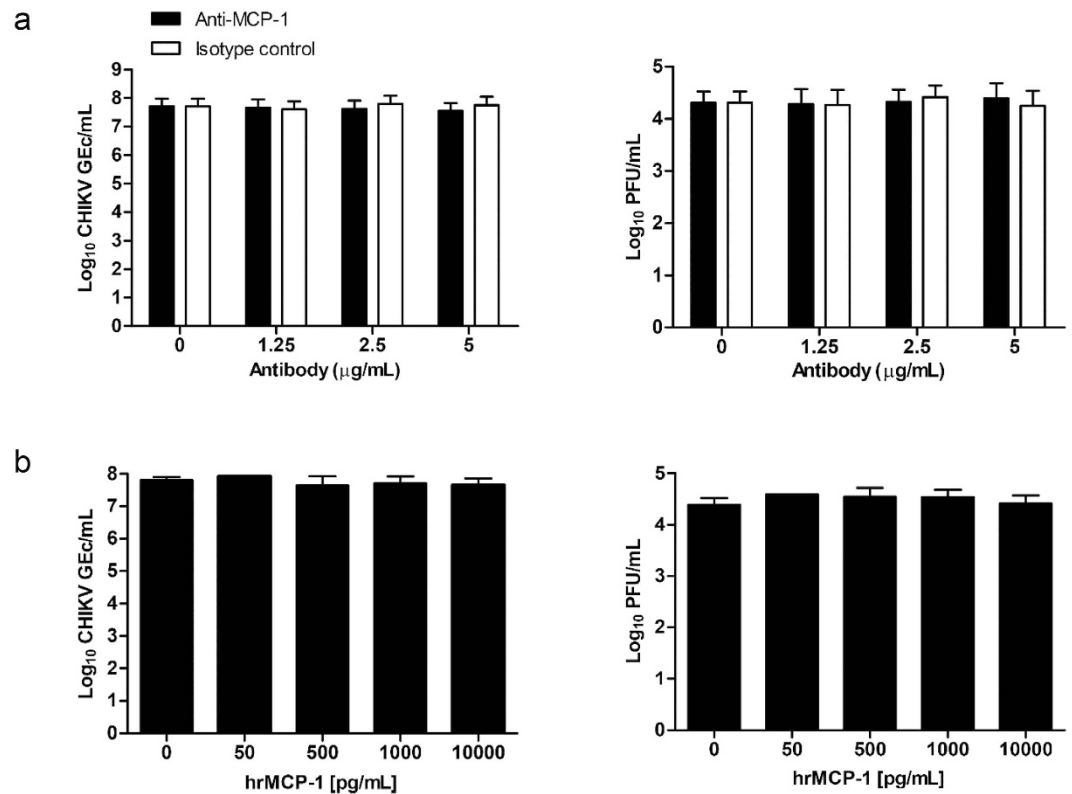 a
Anti-MCP-1
Isotype control
Log10 CHIKV GEc/mL
9
8
7
6
5
4
3
2
1
0
0 1.25 2.5 5
Antibody (μg/mL)
Log10 PFU/mL
5
4
3
2
1
0
0 1.25 2.5 5
Antibody (μg/mL)
b
Log10 CHIKV GEc/mL
8
7
6
5
4
3
2
1
0
0 50 500 1000 10000
hrMCP-1 [pg/mL]
Log10 PFU/mL
5
4
3
2
1
0
0 50 500 1000 10000
hrMCP-1 [pg/mL]